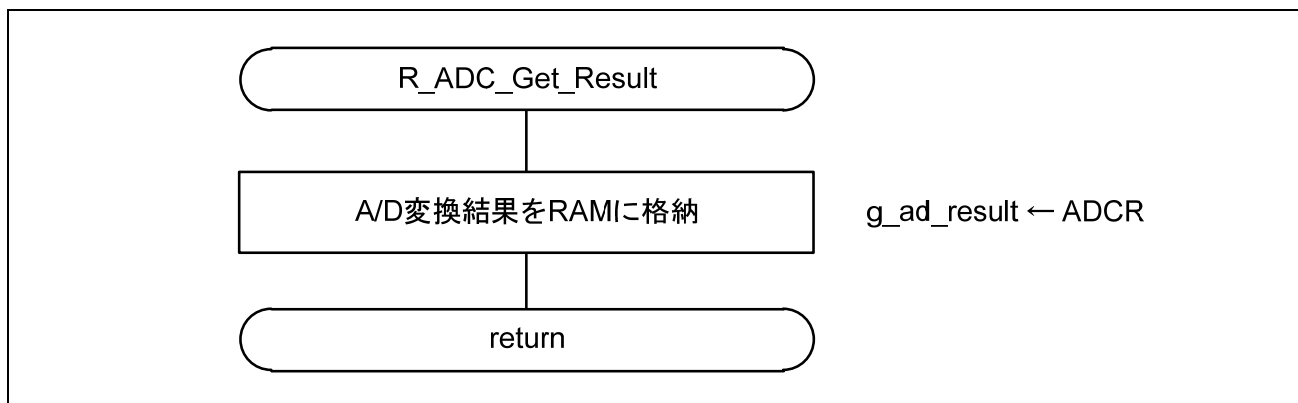 R_ADC_Get_Result
A/D変換結果をRAMに格納
g_ad_result ← ADCR
return